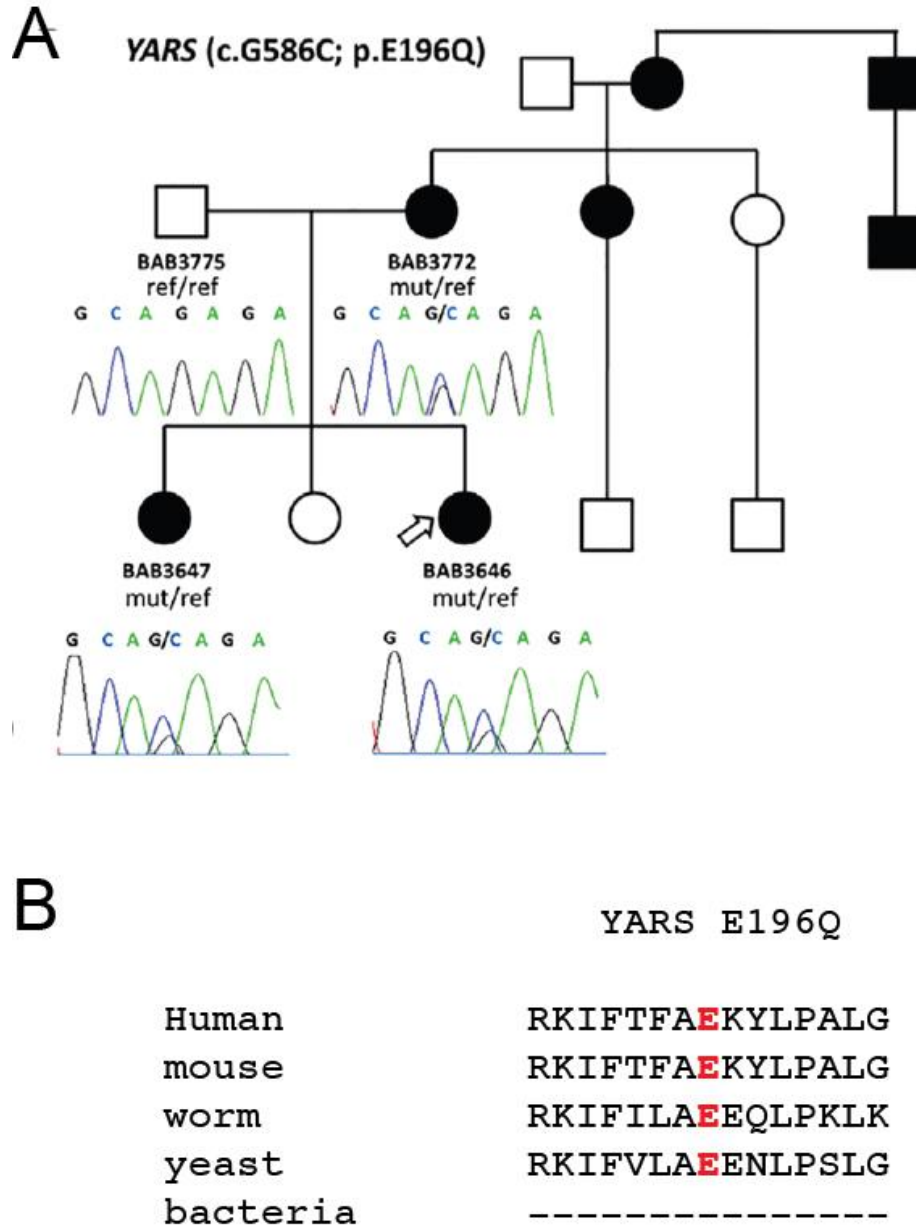 A
YARS (c.G586C; p.E196Q)
BAB3775
ref/ref
G C A G A G A
BAB3772
mut/ref
G C A G/C A G A
BAB3647
mut/ref
G C A G/C A G A
BAB3646
mut/ref
G C A G/C A G A
B
YARS E196Q
Human RKIFTFAEKYLPALG
mouse RKIFTFAEKYLPALG
worm RKIFILAEEQLPKLK
yeast RKIFVLAEENLPSLG
bacteria ---------------